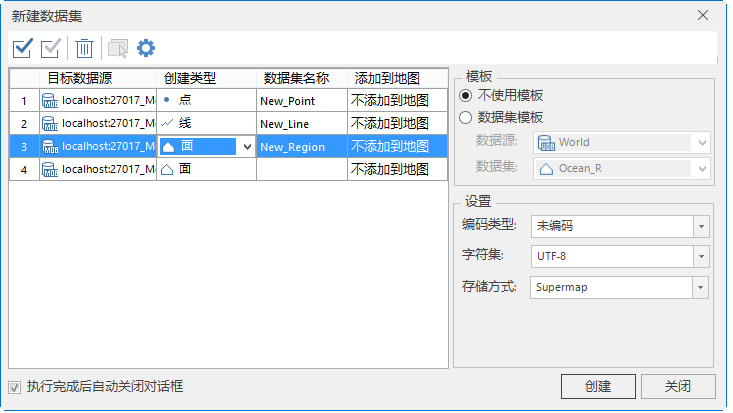 新建数据集
目标数据源 创建类型 数据集名称 添加到地图
1 localhost:27017_M 点 New_Point 不添加到地图
2 localhost:27017_M 线 New_Line 不添加到地图
3 localhost:27017_M 面 New_Region 不添加到地图
4 localhost:27017_M 面 不添加到地图
模板
不使用模板
数据集模板
数据源: World
数据集: Ocean_R
设置
编码类型: 未编码
字符集: UTF-8
存储方式: Supermap
执行完成后自动关闭对话框
创建 关闭